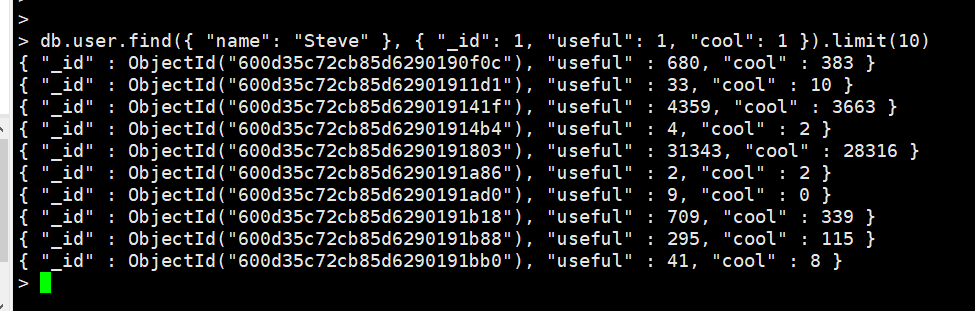 >
>
> db.user.find({ "name": "Steve" }, { "_id": 1, "useful": 1, "cool": 1 }).limit(10)
{ "_id" : ObjectId("600d35c72cb85d6290190f0c"), "useful" : 680, "cool" : 383 }
{ "_id" : ObjectId("600d35c72cb85d62901911d1"), "useful" : 33, "cool" : 10 }
{ "_id" : ObjectId("600d35c72cb85d629019141f"), "useful" : 4359, "cool" : 3663 }
{ "_id" : ObjectId("600d35c72cb85d62901914b4"), "useful" : 4, "cool" : 2 }
{ "_id" : ObjectId("600d35c72cb85d6290191803"), "useful" : 31343, "cool" : 28316 }
{ "_id" : ObjectId("600d35c72cb85d6290191a86"), "useful" : 2, "cool" : 2 }
{ "_id" : ObjectId("600d35c72cb85d6290191ad0"), "useful" : 9, "cool" : 0 }
{ "_id" : ObjectId("600d35c72cb85d6290191b18"), "useful" : 709, "cool" : 339 }
{ "_id" : ObjectId("600d35c72cb85d6290191b88"), "useful" : 295, "cool" : 115 }
{ "_id" : ObjectId("600d35c72cb85d6290191bb0"), "useful" : 41, "cool" : 8 }
>